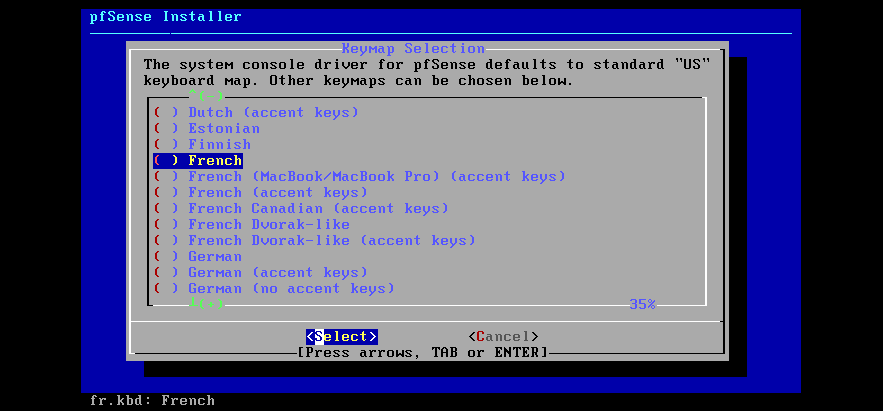 pfSense Installer
Keymap Selection
The system console driver for pfSense defaults to standard "US"
keyboard map. Other keymaps can be chosen below.
^(-)
( ) Dutch (accent keys)
( ) Estonian
( ) Finnish
( ) French
( ) French (MacBook/MacBook Pro) (accent keys)
( ) French (accent keys)
( ) French Canadian (accent keys)
( ) French Dvorak-like
( ) French Dvorak-like (accent keys)
( ) German
( ) German (accent keys)
( ) German (no accent keys)
↓(+) 35%
<Select> <Cancel>
[Press arrows, TAB or ENTER]
fr.kbd: French